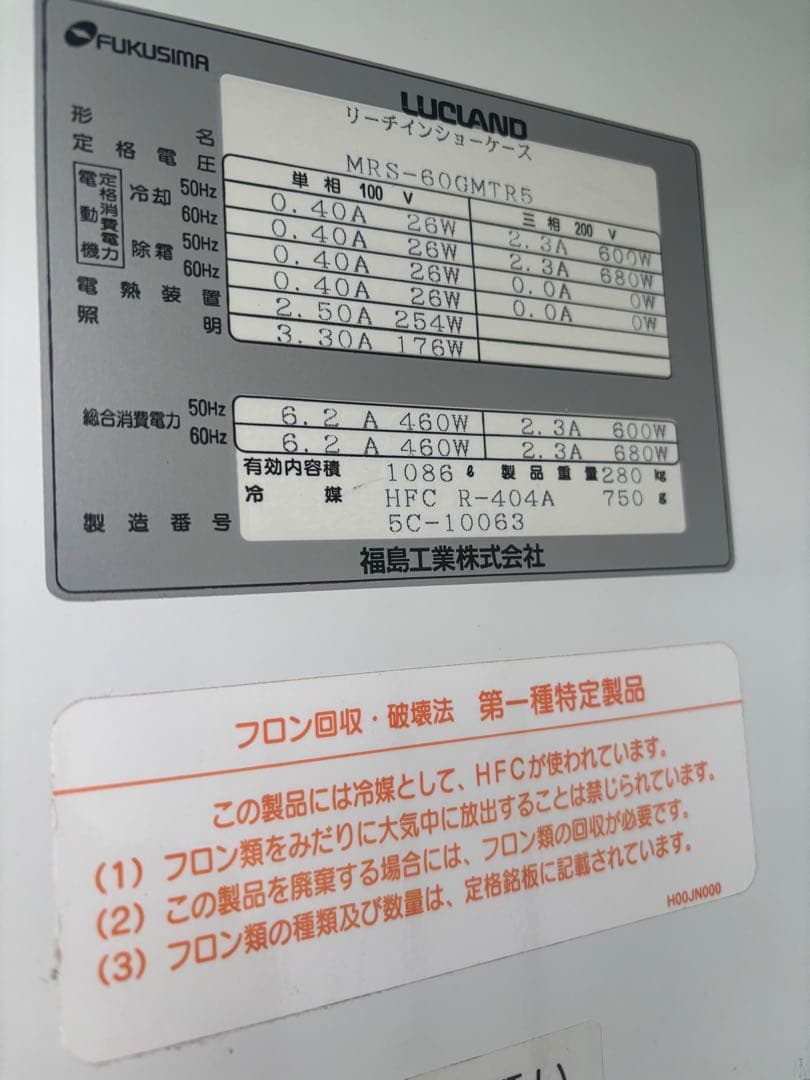 FUKUSIMA
LUCLAND
リーチインショーケース
形 名 MRS-60GMTR5
定格電圧 単相 100 V 三相 200 V
定格消費電力
電動機
冷却 50Hz 0.40A 26W 2.3A 600W
60Hz 0.40A 26W 2.3A 680W
除霜 50Hz 0.40A 26W 0.0A 0W
60Hz 0.40A 26W 0.0A 0W
電熱装置 2.50A 254W
照明 3.30A 176W
総合消費電力 50Hz 6.2 A 460W 2.3A 600W
60Hz 6.2 A 460W 2.3A 680W
有効内容積 1086 ℓ 製品重量 280 kg
冷媒 HFC R-404A 750 g
製造番号 5C-10063
福島工業株式会社
フロン回収・破壊法 第一種特定製品
この製品には冷媒として、HFCが使われています。
(1) フロン類をみだりに大気中に放出することは禁じられています。
(2) この製品を廃棄する場合には、フロン類の回収が必要です。
(3) フロン類の種類及び数量は、定格銘板に記載されています。
H00JN000